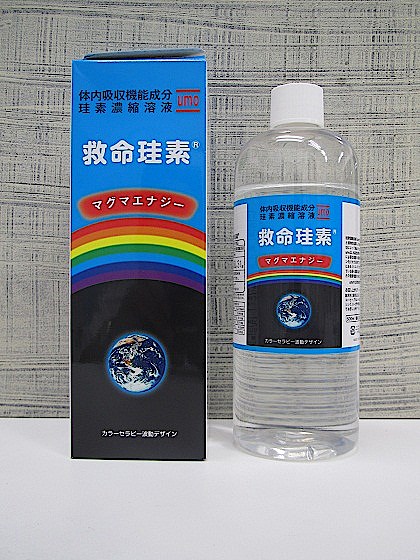 体内吸収機能成分
珪素濃縮溶液
umo
救命珪素®
マグマエナジー
カラーセラピー波動デザイン
体内吸収機能成分
珪素濃縮溶液
umo
救命珪素®
マグマエナジー
カラーセラピー波動デザイン